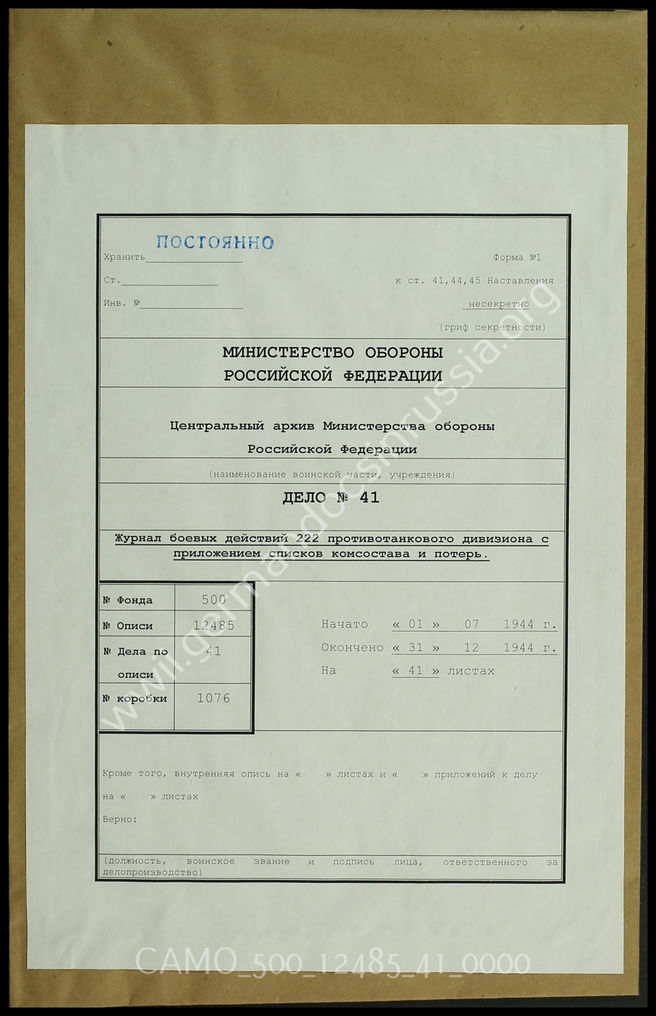 ПОСТОЯННО
Хранить
Форма №1
Ст.
к ст. 41,44,45 Наставления
Инв. №
несекретно
(гриф секретности)
МИНИСТЕРСТВО ОБОРОНЫ
РОССИЙСКОЙ ФЕДЕРАЦИИ
Центральный архив Министерства обороны
Российской Федерации
(наименование воинской части, учреждения)
ДЕЛО № 41
Журнал боевых действий 222 противотанкового дивизиона с
приложением списков комсостава и потерь.
№ Фонда 500
№ Описи 12485
№ Дела по описи 41
№ коробки 1076
Начато « 01 » 07 1944 г.
Окончено « 31 » 12 1944 г.
На « 41 » листах
Кроме того, внутренняя опись на « » листах и « » приложений к делу
на « » листах
Верно:
(должность, воинское звание и подпись лица, ответственного за
делопроизводство)
www.germandocsinrussia.org
CAMO_500_12485_41_0000